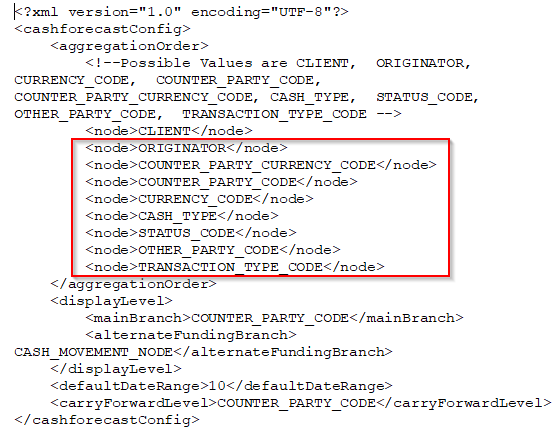 <?xml version="1.0" encoding="UTF-8"?>
<cashforecastConfig>
<aggregationOrder>
<!--Possible Values are CLIENT, ORIGINATOR,
CURRENCY_CODE, COUNTER_PARTY_CODE,
COUNTER_PARTY_CURRENCY_CODE, CASH_TYPE, STATUS_CODE,
OTHER_PARTY_CODE, TRANSACTION_TYPE_CODE -->
<node>CLIENT</node>
<node>ORIGINATOR</node>
<node>COUNTER_PARTY_CURRENCY_CODE</node>
<node>COUNTER_PARTY_CODE</node>
<node>CURRENCY_CODE</node>
<node>CASH_TYPE</node>
<node>STATUS_CODE</node>
<node>OTHER_PARTY_CODE</node>
<node>TRANSACTION_TYPE_CODE</node>
</aggregationOrder>
<displayLevel>
<mainBranch>COUNTER_PARTY_CODE</mainBranch>
<alternateFundingBranch>
CASH_MOVEMENT_NODE</alternateFundingBranch>
</displayLevel>
<defaultDateRange>10</defaultDateRange>
<carryForwardLevel>COUNTER_PARTY_CODE</carryForwardLevel>
</cashforecastConfig>